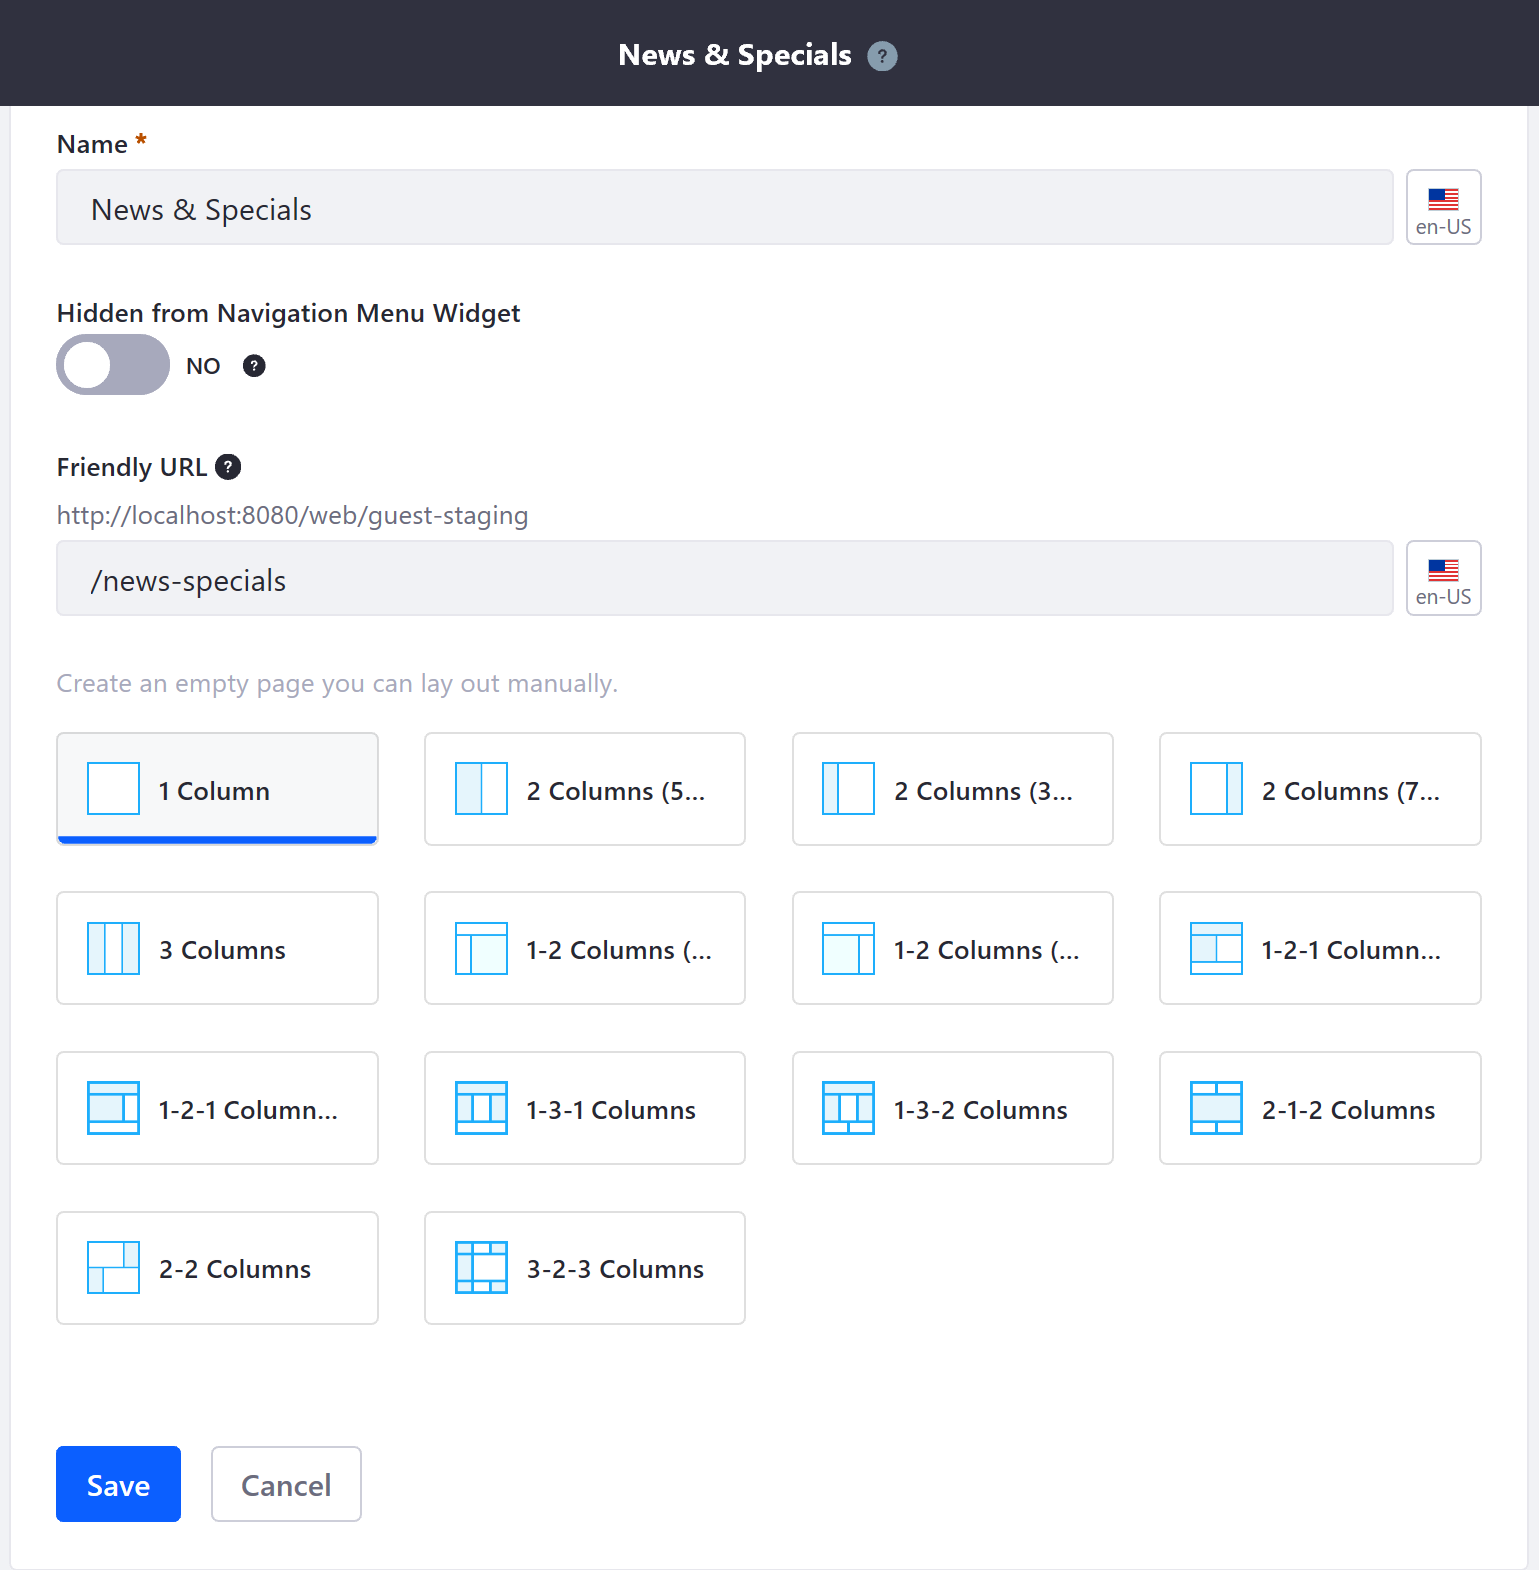 News & Specials ?
Name *
News & Specials
en-US
Hidden from Navigation Menu Widget
NO ?
Friendly URL ?
http://localhost:8080/web/guest-staging
/news-specials
en-US
Create an empty page you can lay out manually.
1 Column
2 Columns (5...
2 Columns (3...
2 Columns (7...
3 Columns
1-2 Columns (...
1-2 Columns (...
1-2-1 Column...
1-2-1 Column...
1-3-1 Columns
1-3-2 Columns
2-1-2 Columns
2-2 Columns
3-2-3 Columns
Save
Cancel